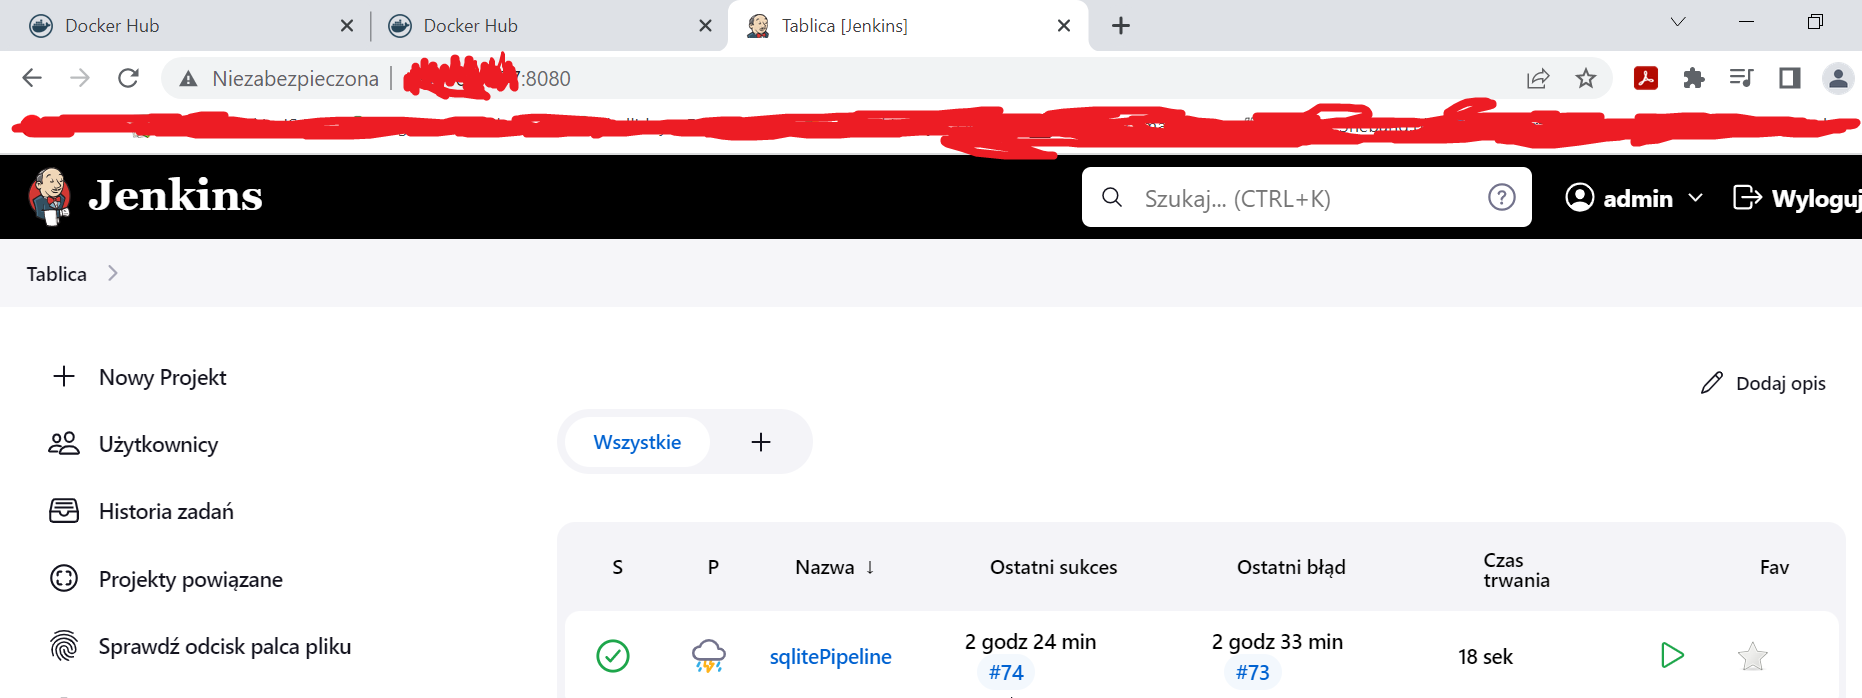 Docker Hub
Docker Hub
Tablica [Jenkins]
Niezabezpieczona
:8080
Jenkins
Szukaj... (CTRL+K)
?
admin
Wyloguj
Tablica
Nowy Projekt
Dodaj opis
Użytkownicy
Wszystkie
Historia zadań
Projekty powiązane
Sprawdź odcisk palca pliku
S P Nazwa ↓ Ostatni sukces Ostatni błąd Czas trwania Fav
sqlitePipeline
2 godz 24 min
#74
2 godz 33 min
#73
18 sek